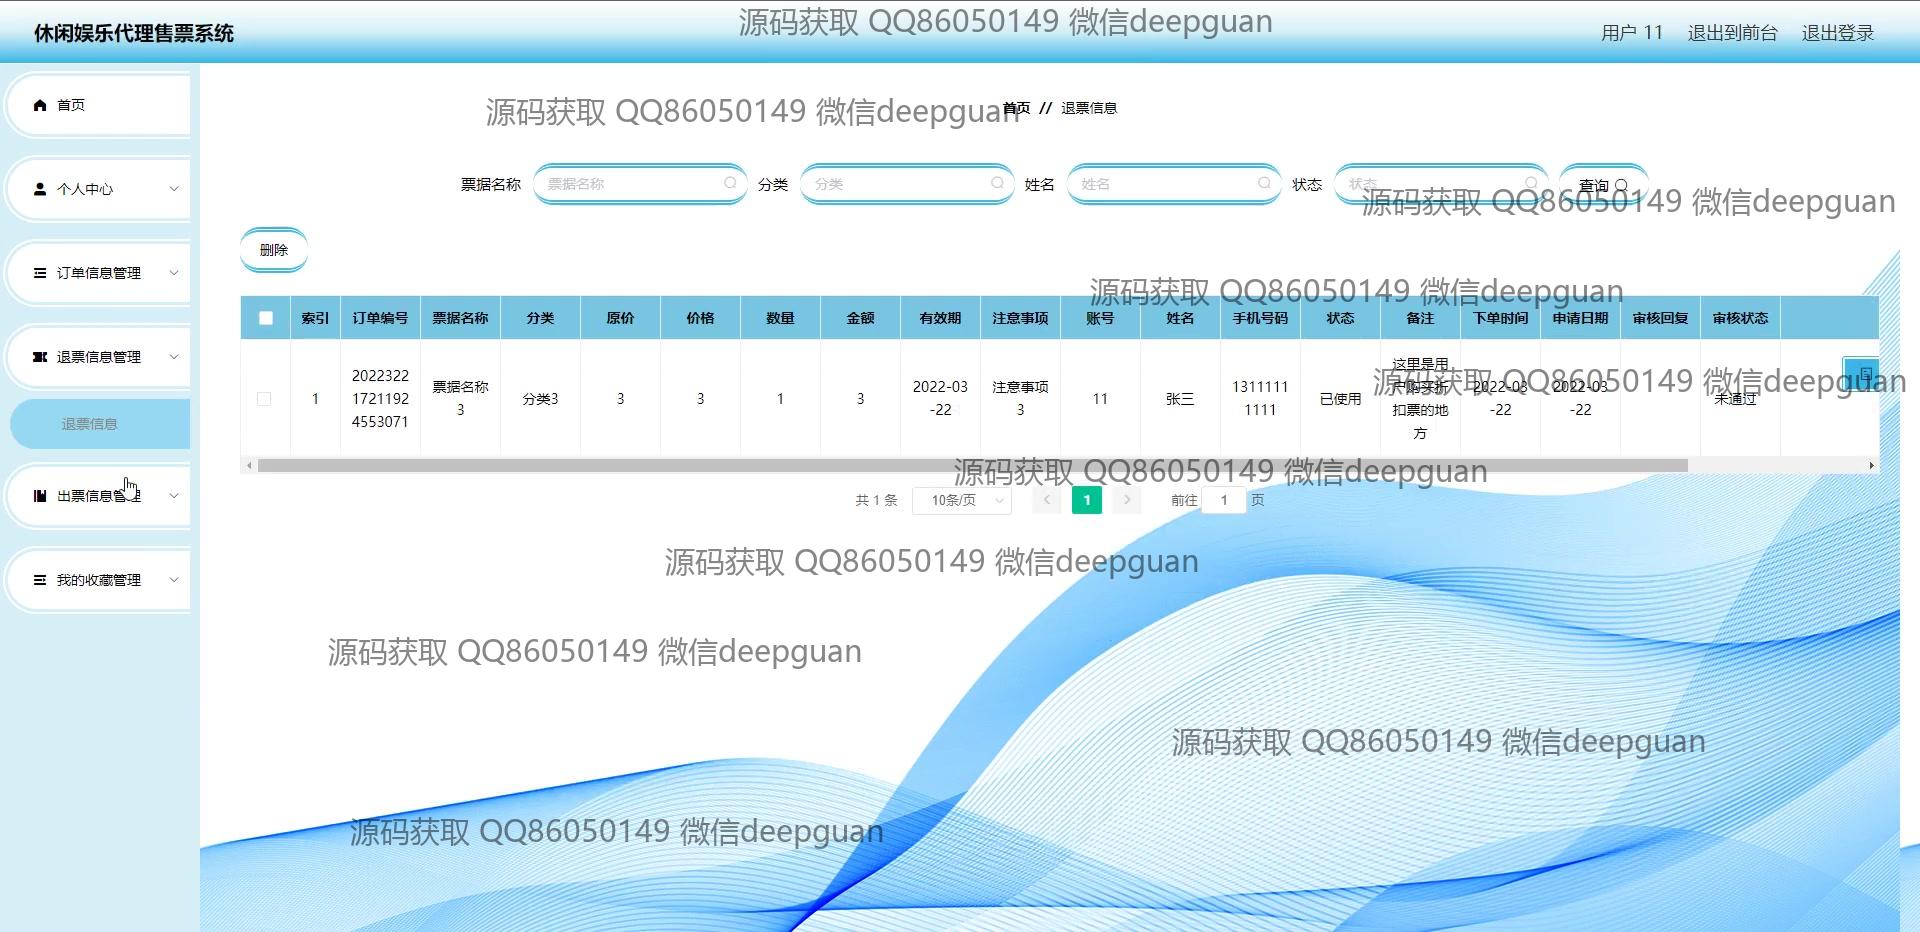 休闲娱乐代理售票系统
源码获取 QQ86050149 微信deepguan
用户 11 退出到前台 退出登录
首页
个人中心
订单信息管理
退票信息管理
退票信息
出票信息管理
我的收藏管理
源码获取 QQ86050149 微信deepguan
首页 // 退票信息
票据名称 票据名称 分类 分类 姓名 姓名 状态 状态 查询
源码获取 QQ86050149 微信deepguan
删除
源码获取 QQ86050149 微信deepguan
索引 订单编号 票据名称 分类 原价 价格 数量 金额 有效期 注意事项 账号 姓名 手机号码 状态 备注 下单时间 申请日期 审核回复 审核状态
1
2022322
1721192
4553071
票据名称
3
分类3
3
3
1
3
2022-03
-22
注意事项
3
11
张三
1311111
1111
已使用
这里是用
户购买折
扣票的地
方
2022-03
-22
2022-03
-22
未通过
源码获取 QQ86050149 微信deepguan
源码获取 QQ86050149 微信deepguan
共 1 条 10条/页 1 前往 1 页
源码获取 QQ86050149 微信deepguan
源码获取 QQ86050149 微信deepguan
源码获取 QQ86050149 微信deepguan
源码获取 QQ86050149 微信deepguan